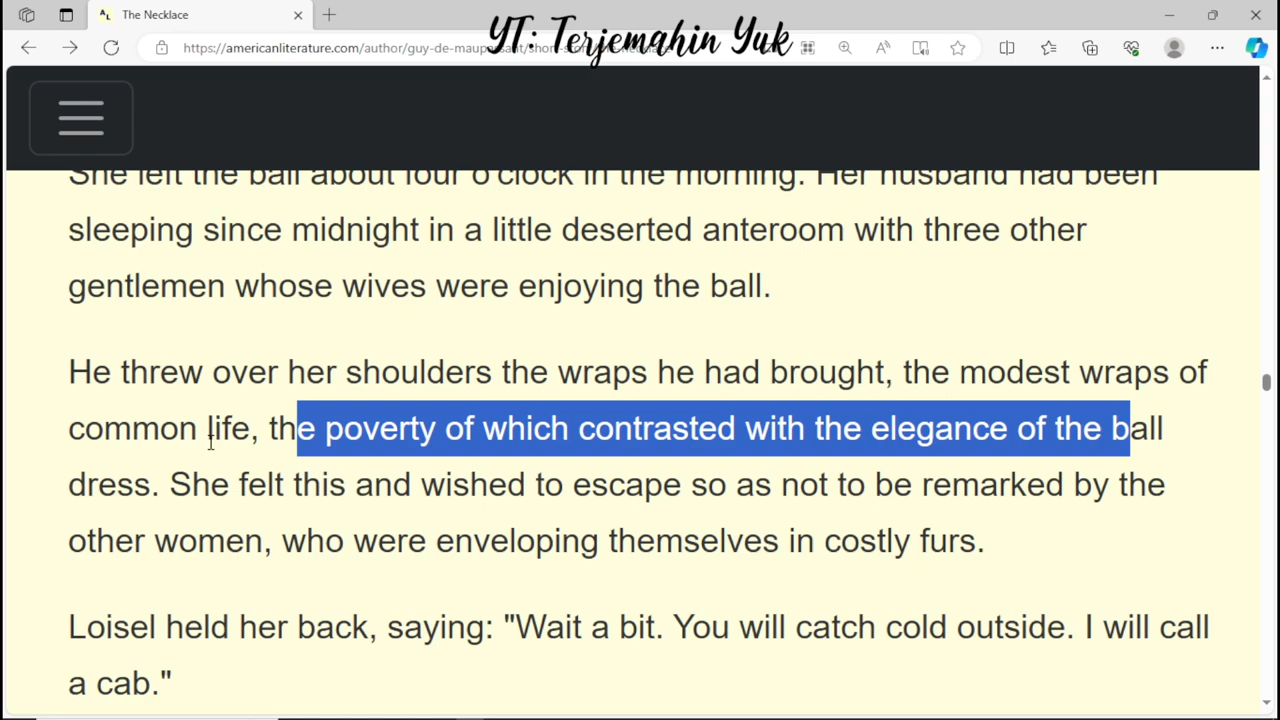 The Necklace
YT: Terjemahin Yuk
https://americanliterature.com/author/guy-de-maupassant/short-story/the-necklace
She left the ball about four o'clock in the morning. Her husband had been
sleeping since midnight in a little deserted anteroom with three other
gentlemen whose wives were enjoying the ball.
He threw over her shoulders the wraps he had brought, the modest wraps of
common life, the poverty of which contrasted with the elegance of the ball
dress. She felt this and wished to escape so as not to be remarked by the
other women, who were enveloping themselves in costly furs.
Loisel held her back, saying: "Wait a bit. You will catch cold outside. I will call
a cab."